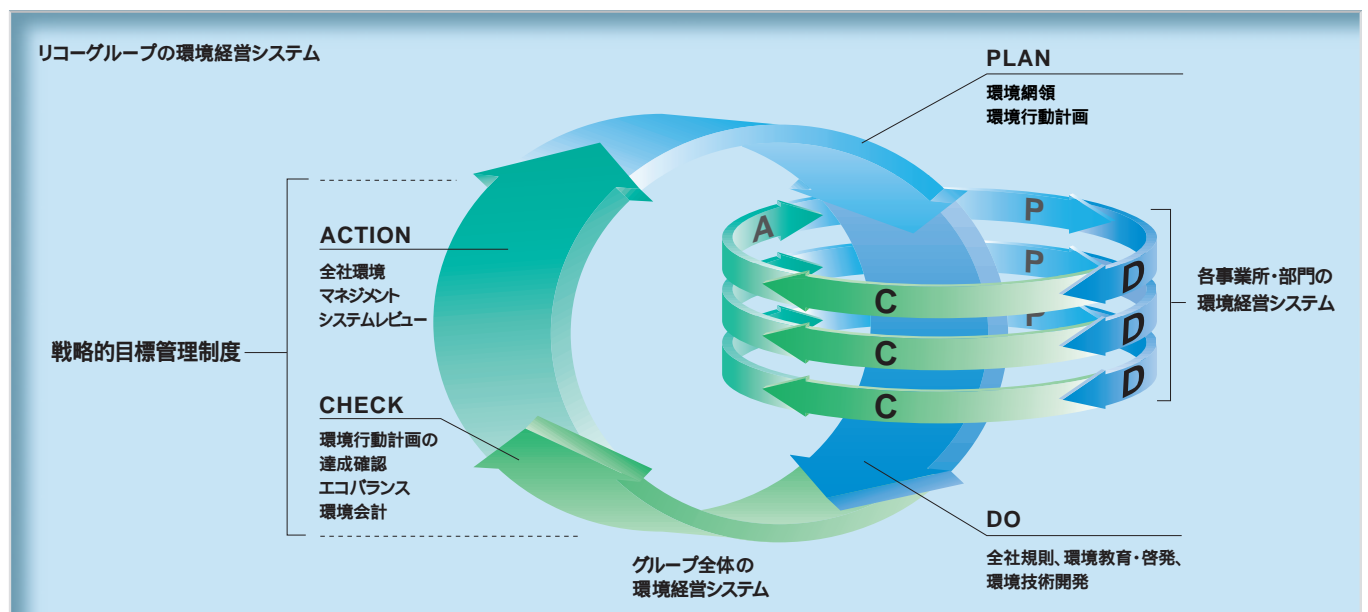 リコーグループの環境経営システム
PLAN
環境網領
環境行動計画
ACTION
全社環境
マネジメント
システムレビュー
戦略的目標管理制度
CHECK
環境行動計画の
達成確認
エコバランス
環境会計
A
P
P
P
D
D
D
C
C
C
各事業所・部門の
環境経営システム
DO
全社規則、環境教育・啓発、
環境技術開発
グループ全体の
環境経営システム